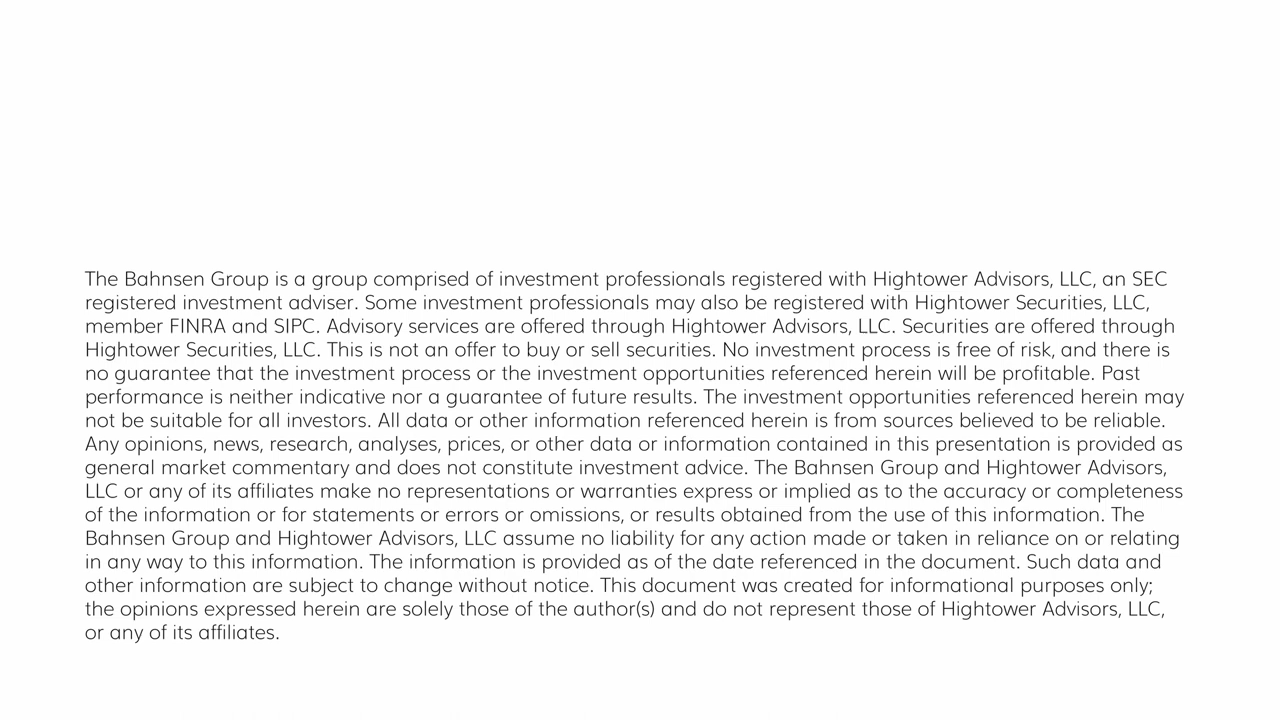 The Bahnsen Group is a group comprised of investment professionals registered with Hightower Advisors, LLC, an SEC
registered investment adviser. Some investment professionals may also be registered with Hightower Securities, LLC,
member FINRA and SIPC. Advisory services are offered through Hightower Advisors, LLC. Securities are offered through
Hightower Securities, LLC. This is not an offer to buy or sell securities. No investment process is free of risk, and there is
no guarantee that the investment process or the investment opportunities referenced herein will be profitable. Past
performance is neither indicative nor a guarantee of future results. The investment opportunities referenced herein may
not be suitable for all investors. All data or other information referenced herein is from sources believed to be reliable.
Any opinions, news, research, analyses, prices, or other data or information contained in this presentation is provided as
general market commentary and does not constitute investment advice. The Bahnsen Group and Hightower Advisors,
LLC or any of its affiliates make no representations or warranties express or implied as to the accuracy or completeness
of the information or for statements or errors or omissions, or results obtained from the use of this information. The
Bahnsen Group and Hightower Advisors, LLC assume no liability for any action made or taken in reliance on or relating
in any way to this information. The information is provided as of the date referenced in the document. Such data and
other information are subject to change without notice. This document was created for informational purposes only;
the opinions expressed herein are solely those of the author(s) and do not represent those of Hightower Advisors, LLC,
or any of its affiliates.